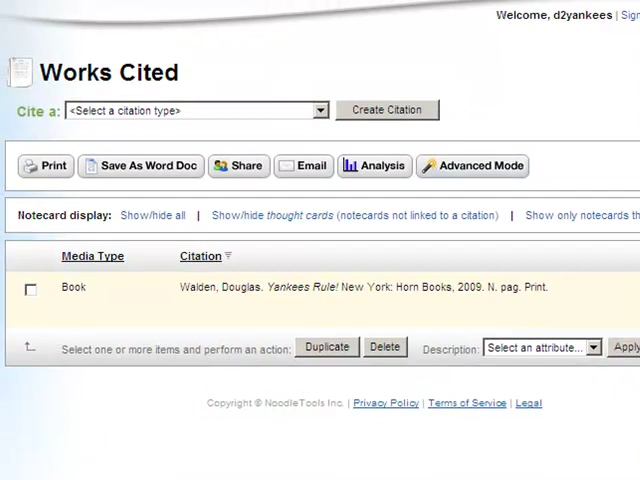 Welcome, d2yankees | Sign
Works Cited
Cite a: <Select a citation type> Create Citation
Print Save As Word Doc Share Email Analysis Advanced Mode
Notecard display: Show/hide all | Show/hide thought cards (notecards not linked to a citation) | Show only notecards th
Media Type Citation
Book Walden, Douglas. Yankees Rule! New York: Horn Books, 2009. N. pag. Print.
Select one or more items and perform an action: Duplicate Delete Description: Select an attribute... Apply
Copyright © NoodleTools Inc. | Privacy Policy | Terms of Service | Legal